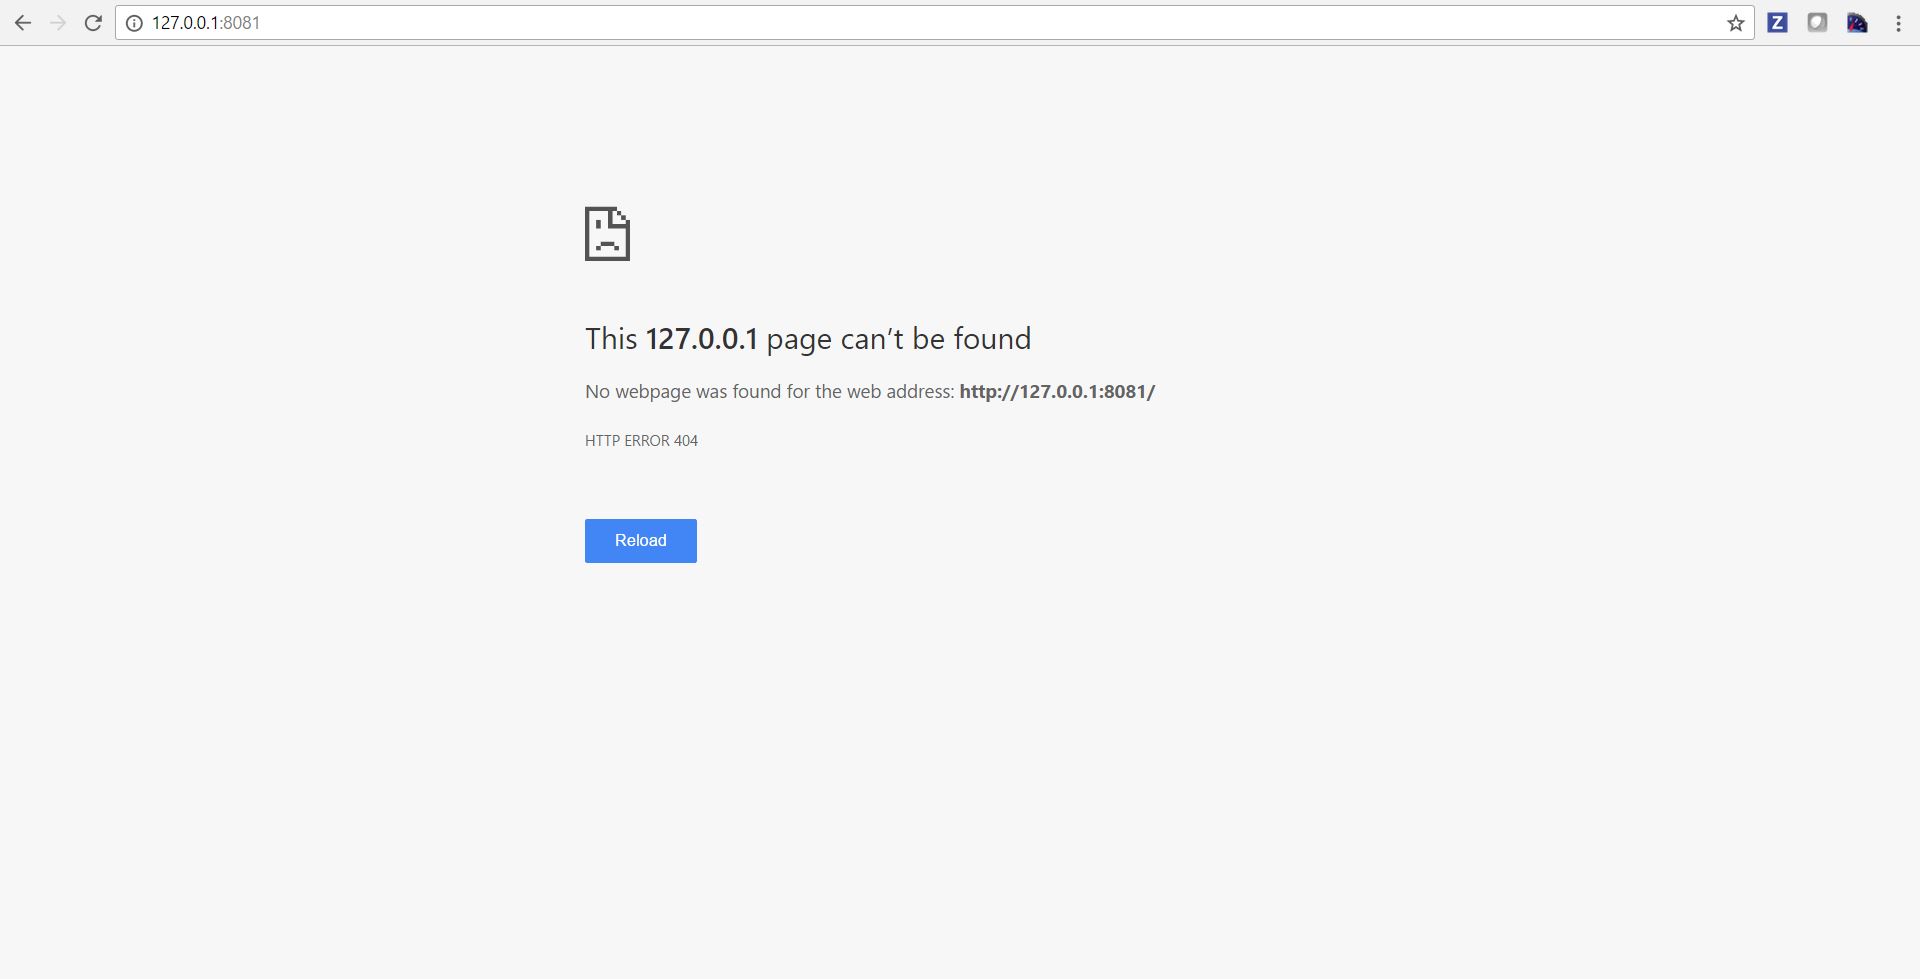 127.0.0.1:8081
Z
This 127.0.0.1 page can’t be found
No webpage was found for the web address: http://127.0.0.1:8081/
HTTP ERROR 404
Reload